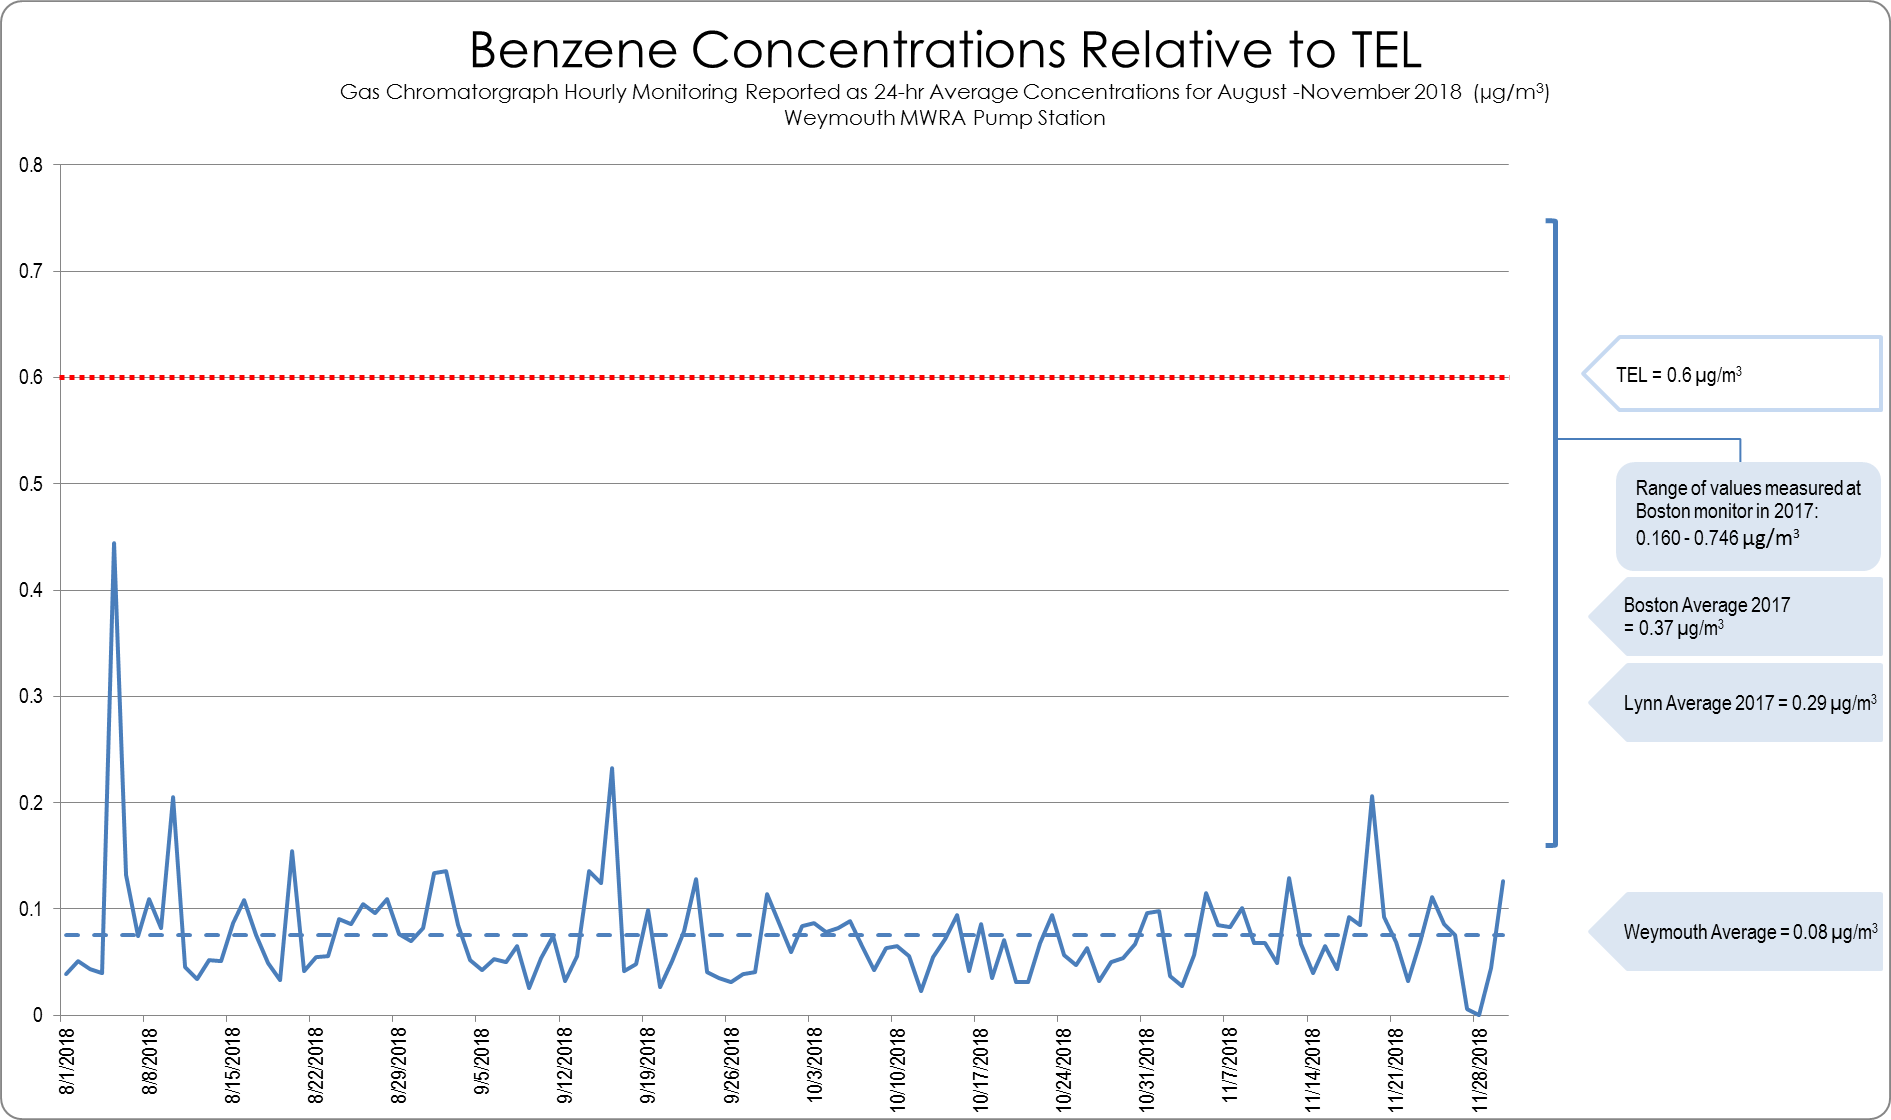 Benzene Concentrations Relative to TEL
Gas Chromatorgraph Hourly Monitoring Reported as 24-hr Average Concentrations for August -November 2018 (µg/m³)
Weymouth MWRA Pump Station
0.8
0.7
0.6
0.5
0.4
0.3
0.2
0.1
0
8/1/2018
8/8/2018
8/15/2018
8/22/2018
8/29/2018
9/5/2018
9/12/2018
9/19/2018
9/26/2018
10/3/2018
10/10/2018
10/17/2018
10/24/2018
10/31/2018
11/7/2018
11/14/2018
11/21/2018
11/28/2018
TEL = 0.6 µg/m³
Range of values measured at
Boston monitor in 2017:
0.160 - 0.746 µg/m³
Boston Average 2017
= 0.37 µg/m³
Lynn Average 2017 = 0.29 µg/m³
Weymouth Average = 0.08 µg/m³